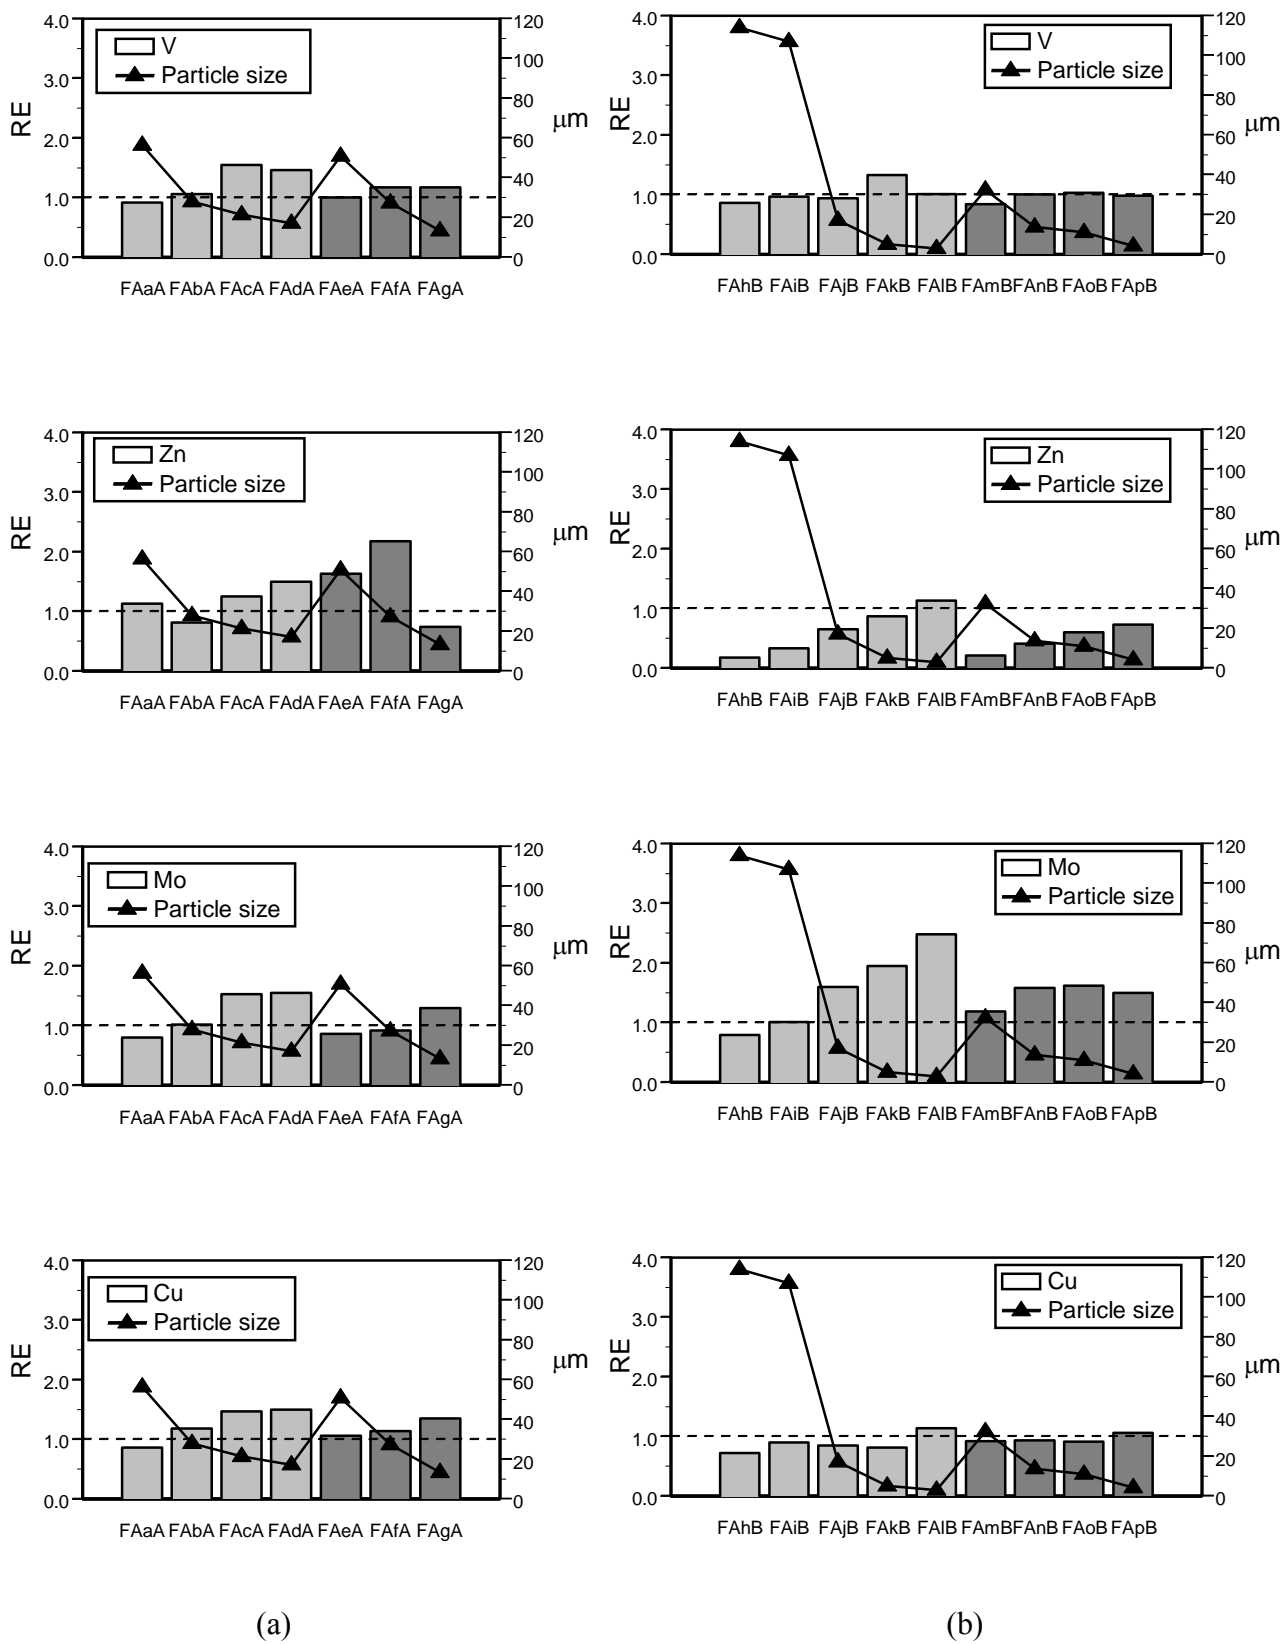 4.0
3.0
2.0
1.0
0.0
RE
V
Particle size
120
100
80
60
40
20
0
μm
FAaA FAbA FAcA FAdA FAeA FAfA FAgA
4.0
3.0
2.0
1.0
0.0
RE
V
Particle size
120
100
80
60
40
20
0
μm
FAhB FAiB FAjB FAkB FAlB FAmB FAnB FAoB FApB
4.0
3.0
2.0
1.0
0.0
RE
Zn
Particle size
120
100
80
60
40
20
0
μm
FAaA FAbA FAcA FAdA FAeA FAfA FAgA
4.0
3.0
2.0
1.0
0.0
RE
Zn
Particle size
120
100
80
60
40
20
0
μm
FAhB FAiB FAjB FAkB FAlB FAmB FAnB FAoB FApB
4.0
3.0
2.0
1.0
0.0
RE
Mo
Particle size
120
100
80
60
40
20
0
μm
FAaA FAbA FAcA FAdA FAeA FAfA FAgA
4.0
3.0
2.0
1.0
0.0
RE
Mo
Particle size
120
100
80
60
40
20
0
μm
FAhB FAiB FAjB FAkB FAlB FAmB FAnB FAoB FApB
4.0
3.0
2.0
1.0
0.0
RE
Cu
Particle size
120
100
80
60
40
20
0
μm
FAaA FAbA FAcA FAdA FAeA FAfA FAgA
4.0
3.0
2.0
1.0
0.0
RE
Cu
Particle size
120
100
80
60
40
20
0
μm
FAhB FAiB FAjB FAkB FAlB FAmB FAnB FAoB FApB
(a)
(b)